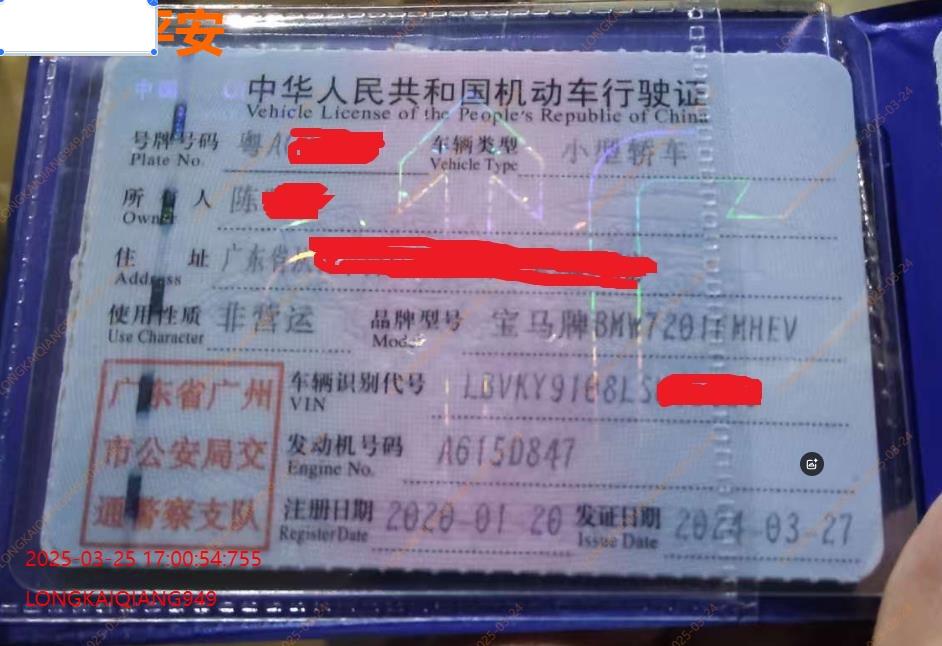 平安
中华人民共和国机动车行驶证
Vehicle License of the People's Republic of China
号牌号码 粤A 车辆类型 小型轿车
Plate No. Vehicle Type
所有人 陈
Owner
住址 广东省
Address
使用性质 非营运 品牌型号 宝马牌BMW7201EMHEV
Use Character Model
广东省广州
市公安局交
通警察支队
车辆识别代号 LBVKY9108LS
VIN
发动机号码 A615D847
Engine No.
注册日期 2020-01-20 发证日期 2024-03-27
Register Date Issue Date
2025-03-25 17:00:54:755
LONGKAIQIANG949